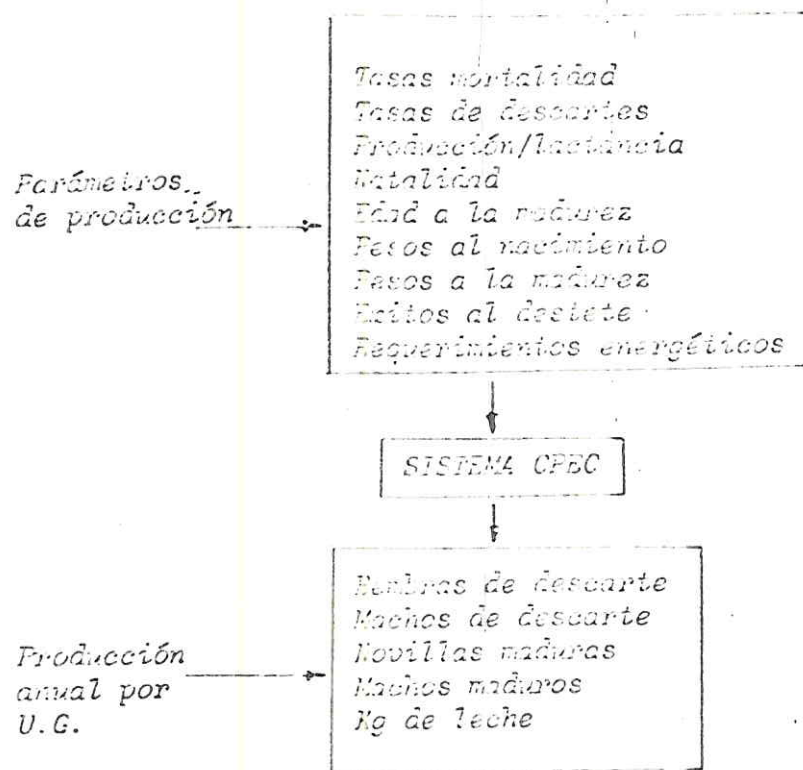 Tasas mortalidad
Tasas de descartes
Producción/lactáncia
Natalidad
Edad a la madurez
Pesos al nacimiento
Pesos a la madurez
Exitos al destete
Requerimientos energéticos
Parámetros
de producción
SISTEMA CPEC
Hembras de descarte
Machos de descarte
Novillas maduras
Machos maduros
Kg de leche
Producción
anual por
U.G.